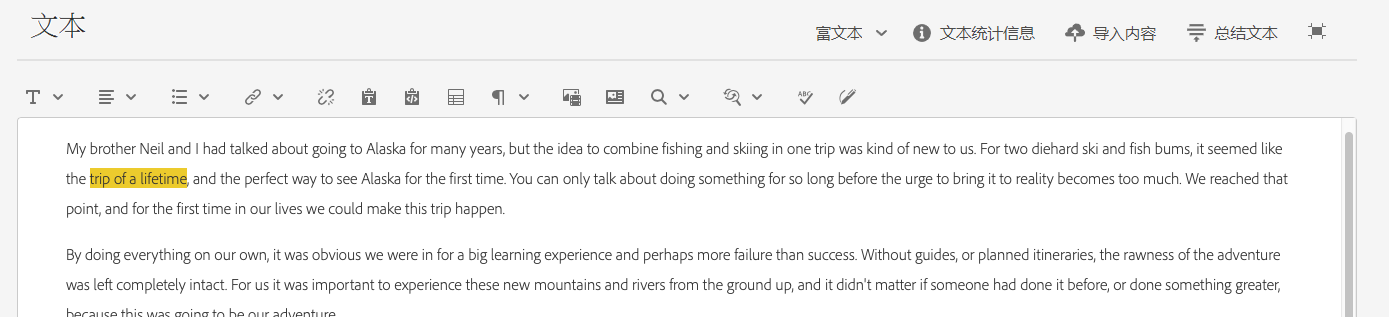 文本
富文本 文本统计信息 导入内容 总结文本
My brother Neil and I had talked about going to Alaska for many years, but the idea to combine fishing and skiing in one trip was kind of new to us. For two diehard ski and fish bums, it seemed like
the trip of a lifetime, and the perfect way to see Alaska for the first time. You can only talk about doing something for so long before the urge to bring it to reality becomes too much. We reached that
point, and for the first time in our lives we could make this trip happen.
By doing everything on our own, it was obvious we were in for a big learning experience and perhaps more failure than success. Without guides, or planned itineraries, the rawness of the adventure
was left completely intact. For us it was important to experience these new mountains and rivers from the ground up, and it didn't matter if someone had done it before, or done something greater,
because this was going to be our adventure.